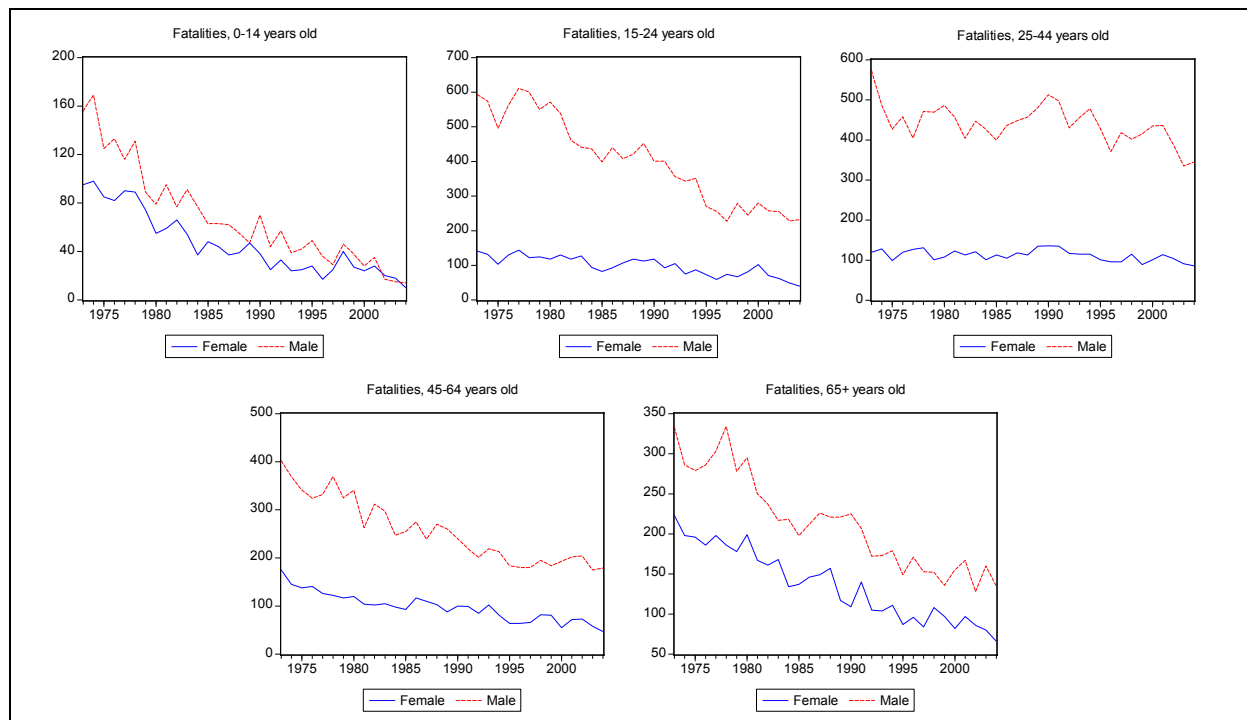 Fatalities, 0-14 years old
200
160
120
80
40
0
1975 1980 1985 1990 1995 2000
Female Male
Fatalities, 15-24 years old
700
600
500
400
300
200
100
0
1975 1980 1985 1990 1995 2000
Female Male
Fatalities, 25-44 years old
600
500
400
300
200
100
0
1975 1980 1985 1990 1995 2000
Female Male
Fatalities, 45-64 years old
500
400
300
200
100
0
1975 1980 1985 1990 1995 2000
Female Male
Fatalities, 65+ years old
350
300
250
200
150
100
50
1975 1980 1985 1990 1995 2000
Female Male